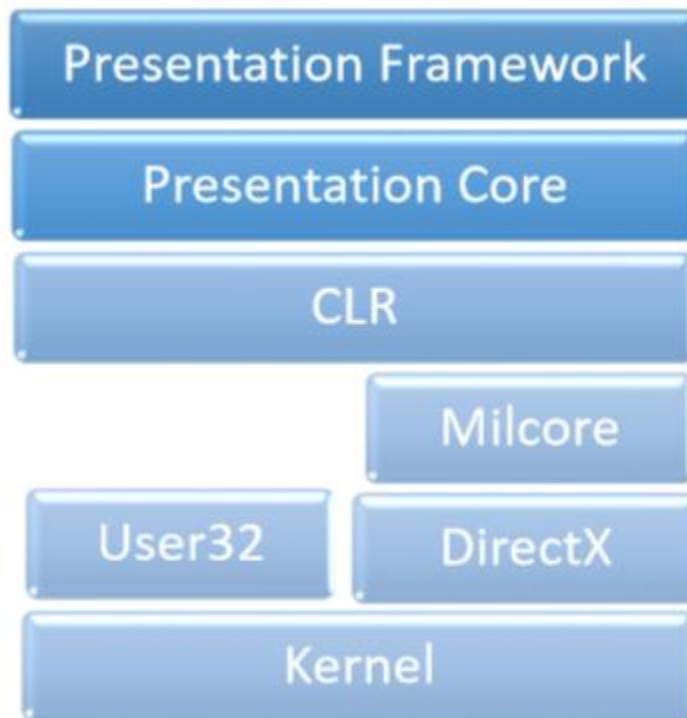 Presentation Framework
Presentation Core
CLR
Milcore
User32
DirectX
Kernel